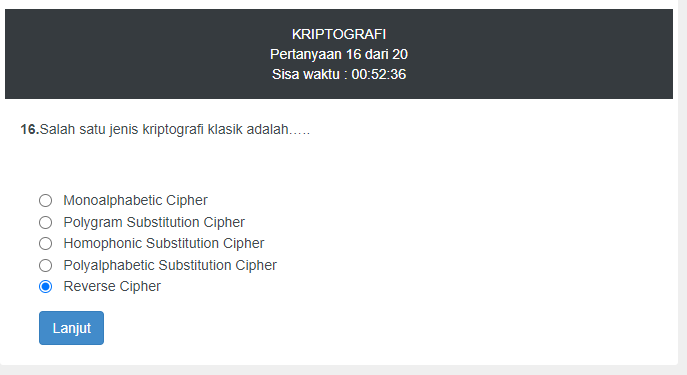 KRIPTOGRAFI
Pertanyaan 16 dari 20
Sisa waktu : 00:52:36
16.Salah satu jenis kriptografi klasik adalah.....
Monoalphabetic Cipher
Polygram Substitution Cipher
Homophonic Substitution Cipher
Polyalphabetic Substitution Cipher
Reverse Cipher
Lanjut